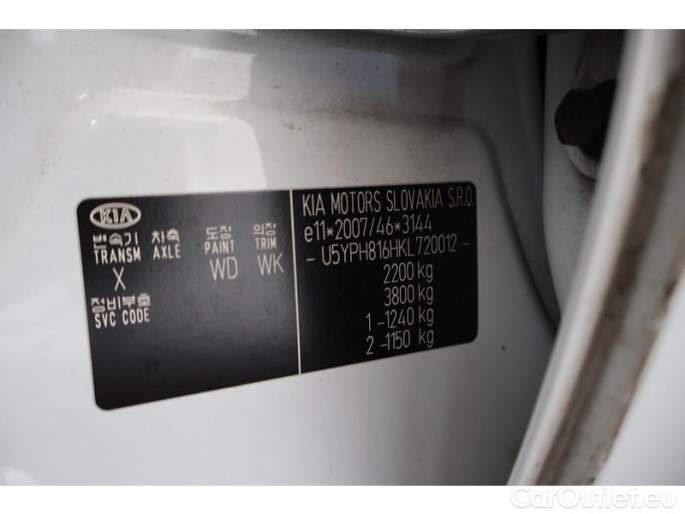 KIA
변속기 차축 도장 의장
TRANSM AXLE PAINT TRIM
X WD WK
정비부호
SVC CODE
KIA MOTORS SLOVAKIA S.R.O.
e11*2007/46*3144
- U5YPH816HKL720012 -
2200 kg
3800 kg
1 -1240 kg
2 -1150 kg
CarOutlet.eu